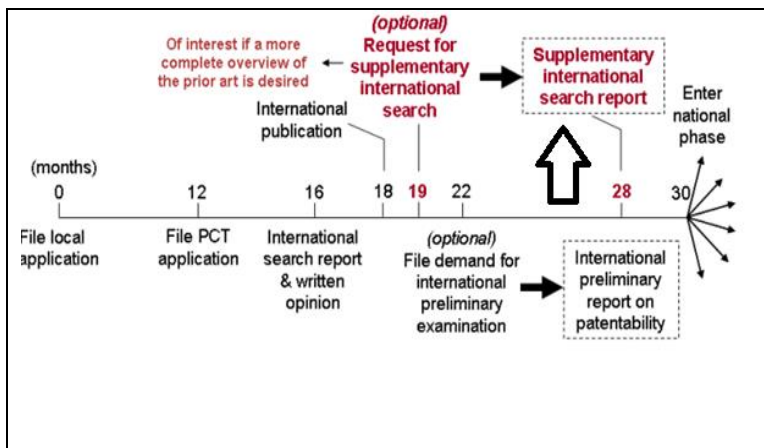 (optional)
Request for
supplementary
international
search
Of interest if a more
complete overview of
the prior art is desired
Supplementary
international
search report
International
publication
Enter
national
phase
(months)
0
12
16
18
19
22
28
30
File local
application
File PCT
application
International
search report
& written
opinion
(optional)
File demand for
international
preliminary
examination
International
preliminary
report on
patentability